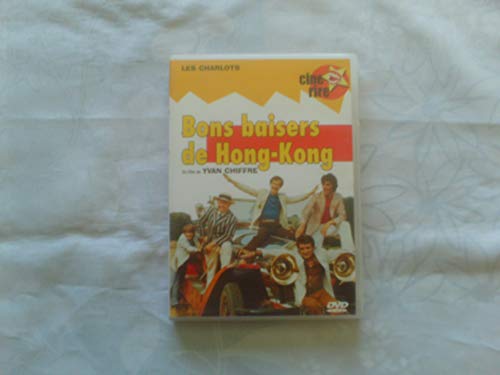 LES CHARLOTS
ciné
rire
Bons baisers
de Hong-Kong
Un film de YVAN CHIFFRE
DVD